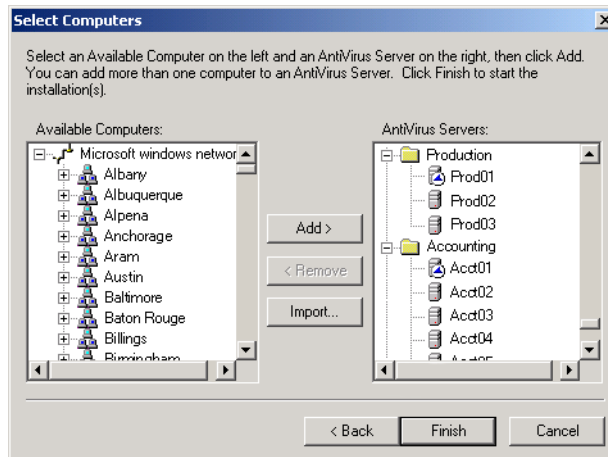 Select Computers
Select an Available Computer on the left and an AntiVirus Server on the right, then click Add.
You can add more than one computer to an AntiVirus Server. Click Finish to start the
installation(s).
Available Computers:
Microsoft windows networ
Albany
Albuquerque
Alpena
Anchorage
Aram
Austin
Baltimore
Baton Rouge
Billings
Birmingham
Add >
< Remove
Import...
AntiVirus Servers:
Production
Prod01
Prod02
Prod03
Accounting
Acct01
Acct02
Acct03
Acct04
Acct05
< Back
Finish
Cancel